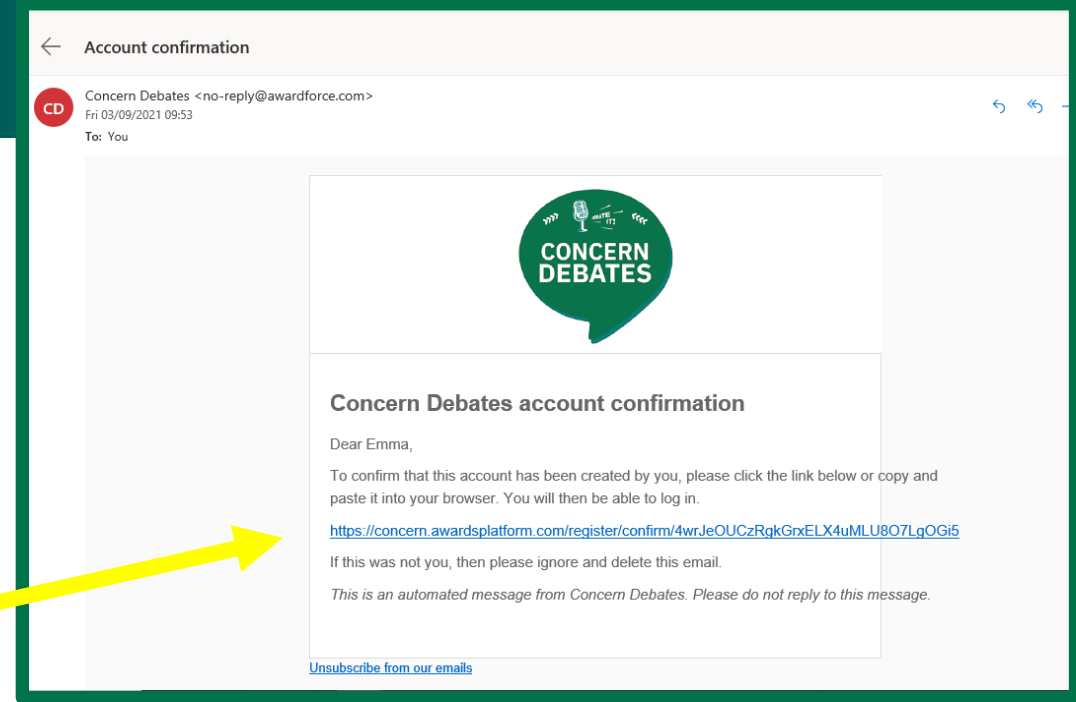 Account confirmation
CD
Concern Debates <no-reply@awardforce.com>
Fri 03/09/2021 09:53
To: You
IT!
CONCERN
DEBATES
Concern Debates account confirmation
Dear Emma,
To confirm that this account has been created by you, please click the link below or copy and
paste it into your browser. You will then be able to log in.
https://concern.awardsplatform.com/register/confirm/4wrJeOUCzRgkGrxELX4uMLU8O7LgOGi5
If this was not you, then please ignore and delete this email.
This is an automated message from Concern Debates. Please do not reply to this message.
Unsubscribe from our emails